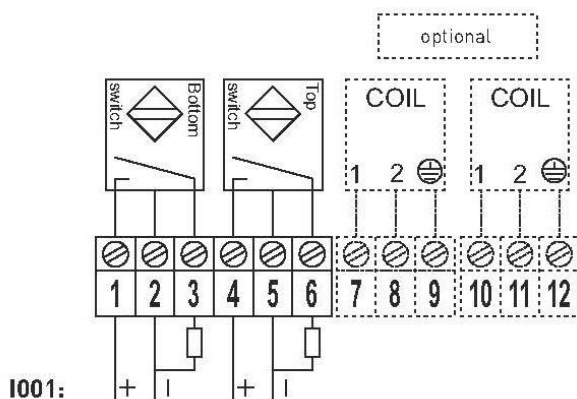 optional
switch Bottom
switch Top
COIL
COIL
1 2
1 2
1 2 3 4 5 6 7 8 9 10 11 12
I001: + − + −